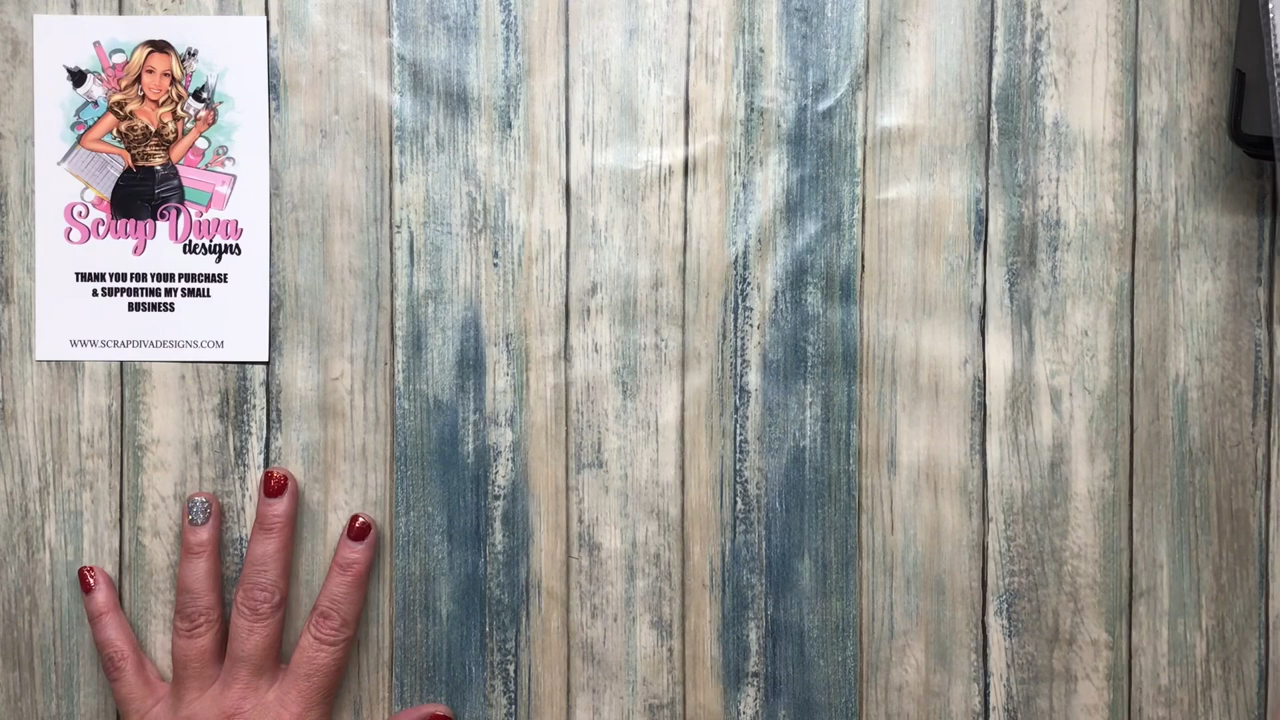 Scrap Diva
designs
THANK YOU FOR YOUR PURCHASE
& SUPPORTING MY SMALL
BUSINESS
WWW.SCRAPDIVADESIGNS.COM